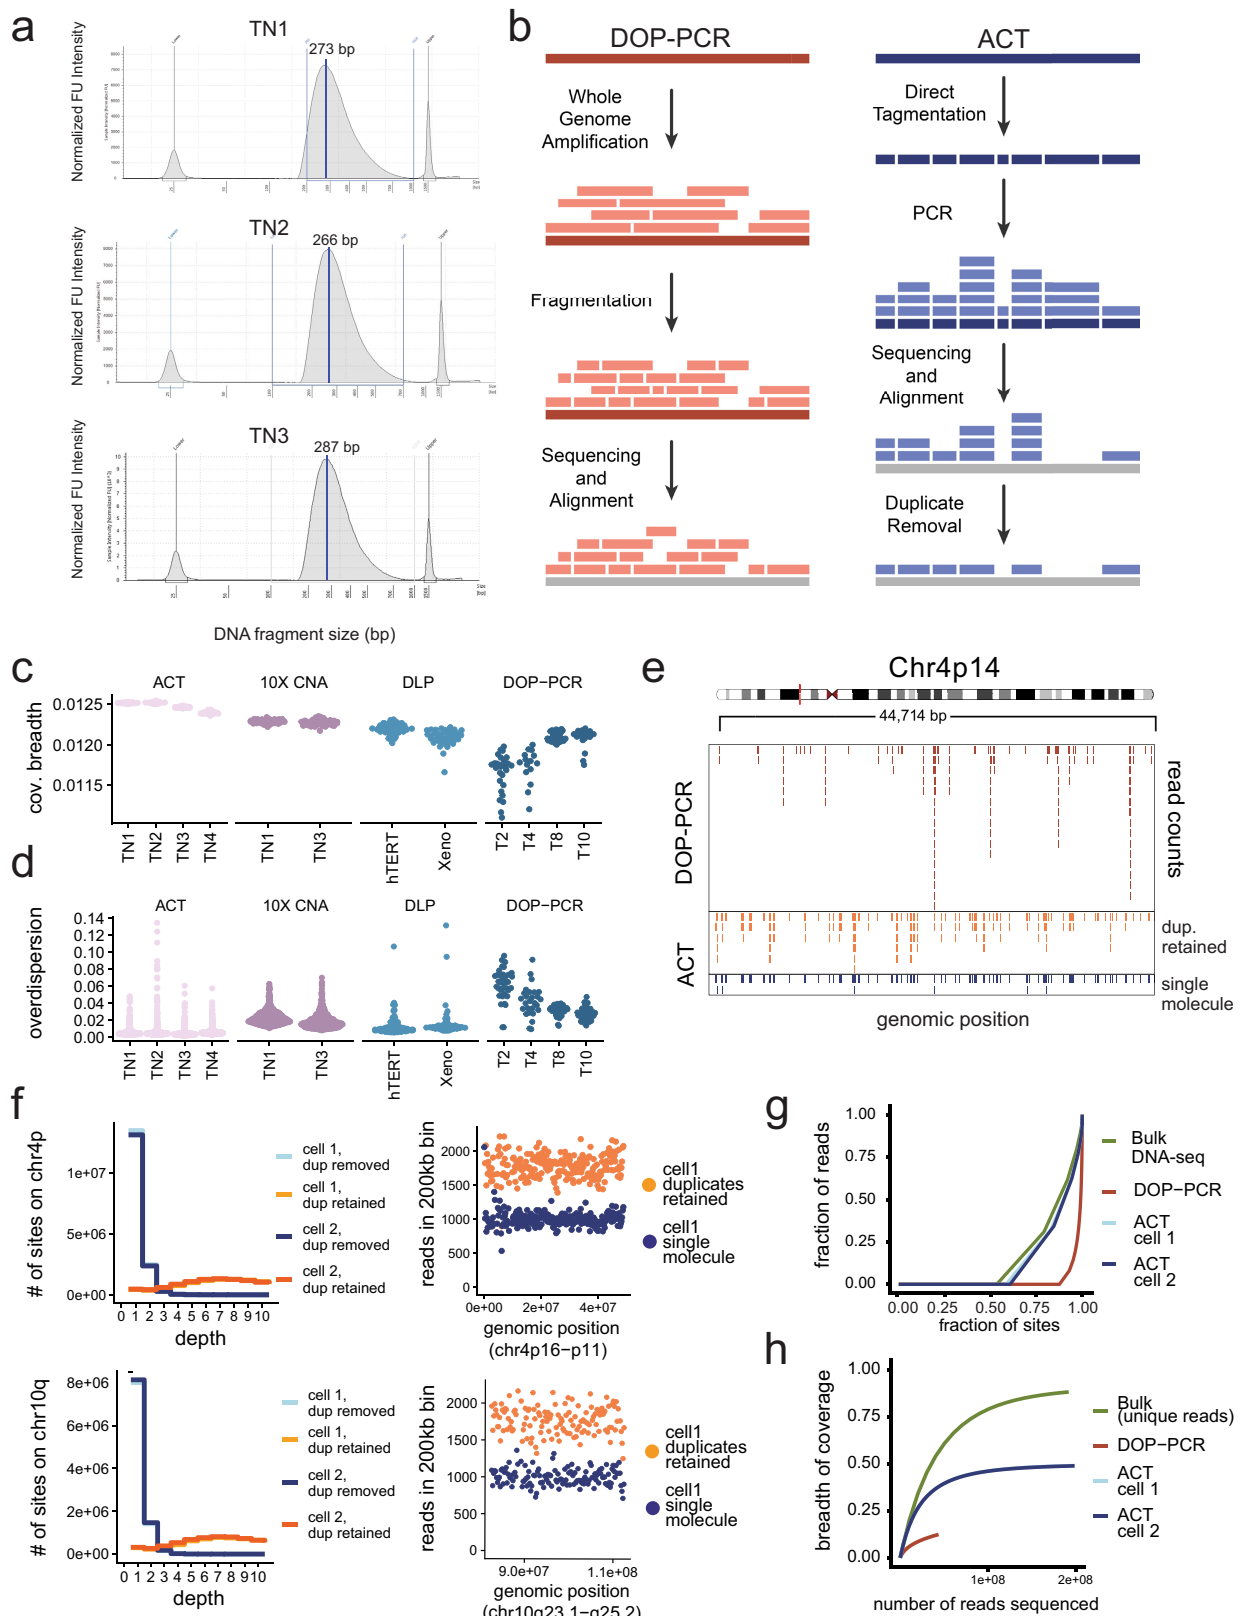 a
TN1
273 bp
Normalized FU Intensity
TN2
266 bp
Normalized FU Intensity
TN3
287 bp
Normalized FU Intensity
Lower
Upper
DNA fragment size (bp)
b
DOP-PCR
Whole
Genome
Amplification
Fragmentation
Sequencing
and
Alignment
ACT
Direct
Tagmentation
PCR
Sequencing
and
Alignment
Duplicate
Removal
c
ACT
10X CNA
DLP
DOP−PCR
cov. breadth
0.0125
0.0120
0.0115
TN1
TN2
TN3
TN4
TN1
TN3
hTERT
Xeno
T2
T4
T8
T10
d
ACT
10X CNA
DLP
DOP−PCR
overdispersion
0.14
0.12
0.10
0.08
0.06
0.04
0.02
0.00
TN1
TN2
TN3
TN4
TN1
TN3
hTERT
Xeno
T2
T4
T8
T10
e
Chr4p14
44,714 bp
DOP-PCR
ACT
read counts
dup.
retained
single
molecule
genomic position
f
# of sites on chr4p
1e+07
5e+06
0e+00
0 1 2 3 4 5 6 7 8 9 10
depth
cell 1,
dup removed
cell 1,
dup retained
cell 2,
dup removed
cell 2,
dup retained
reads in 200kb bin
2000
1500
1000
500
0
0e+00 2e+07 4e+07
genomic position
(chr4p16−p11)
cell1
duplicates
retained
cell1
single
molecule
# of sites on chr10q
8e+06
6e+06
4e+06
2e+06
0e+00
0 1 2 3 4 5 6 7 8 9 10
depth
cell 1,
dup removed
cell 1,
dup retained
cell 2,
dup removed
cell 2,
dup retained
reads in 200kb bin
2000
1500
1000
500
0
9.0e+07 1.1e+08
genomic position
(chr10q23.1−q25.2)
cell1
duplicates
retained
cell1
single
molecule
g
fraction of reads
1.00
0.75
0.50
0.25
0.00
0.00 0.25 0.50 0.75 1.00
fraction of sites
Bulk
DNA-seq
DOP−PCR
ACT
cell 1
ACT
cell 2
h
breadth of coverage
1.00
0.75
0.50
0.25
0.00
1e+08 2e+08
number of reads sequenced
Bulk
(unique reads)
DOP−PCR
ACT
cell 1
ACT
cell 2